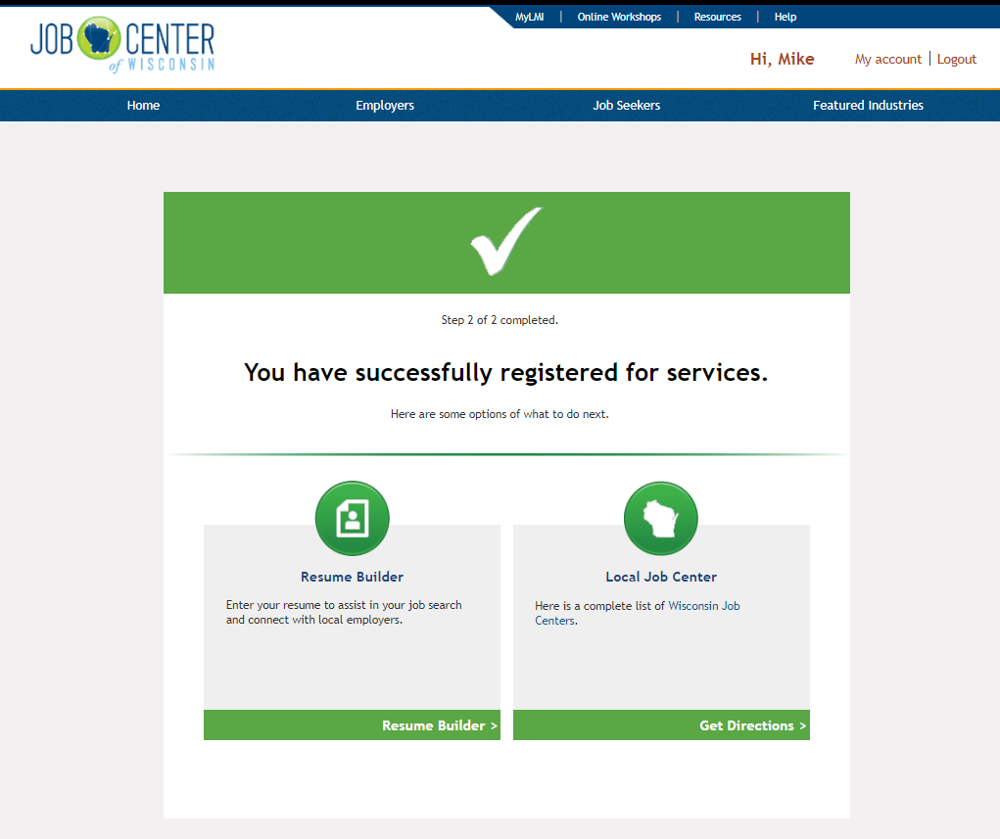 MyLMI | Online Workshops | Resources | Help
JOB CENTER
of WISCONSIN
Hi, Mike
My account | Logout
Home Employers Job Seekers Featured Industries
Step 2 of 2 completed.
You have successfully registered for services.
Here are some options of what to do next.
Resume Builder
Enter your resume to assist in your job search
and connect with local employers.
Resume Builder >
Local Job Center
Here is a complete list of Wisconsin Job
Centers.
Get Directions >